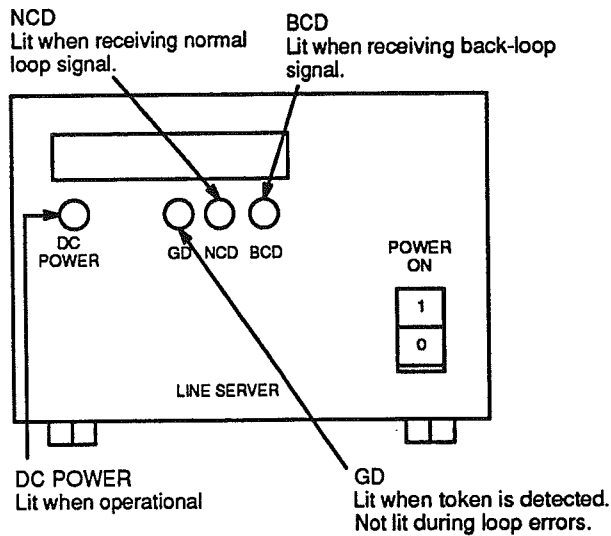 NCD
Lit when receiving normal
loop signal.
BCD
Lit when receiving back-loop
signal.
DC
POWER
GD NCD BCD
POWER
ON
1
0
LINE SERVER
DC POWER
Lit when operational
GD
Lit when token is detected.
Not lit during loop errors.